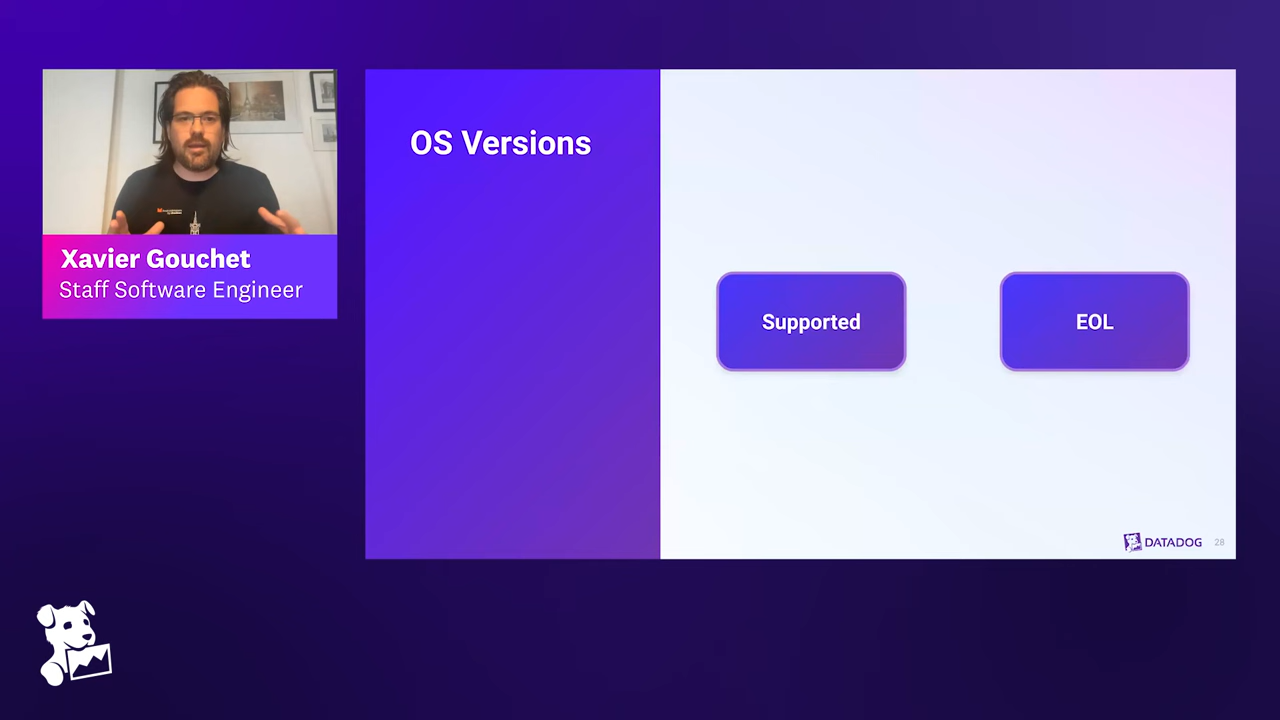 Xavier Gouchet
Staff Software Engineer
OS Versions
Supported
EOL
DATADOG
28